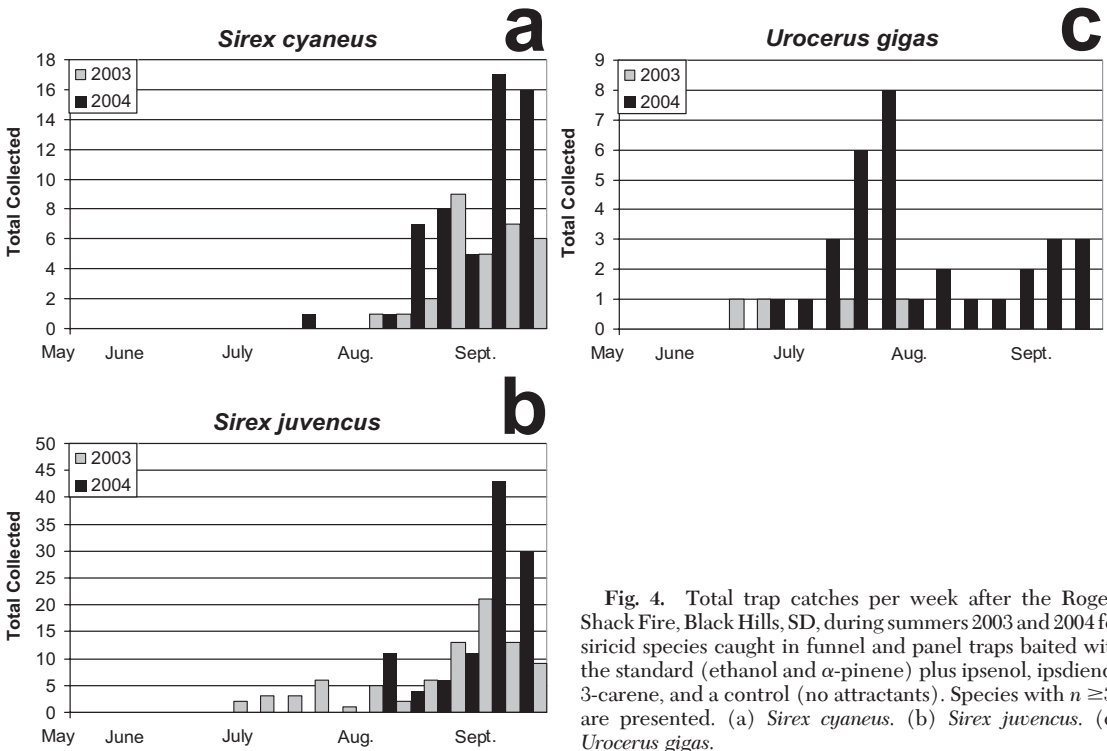 Sirex cyaneus
a
2003
2004
Total Collected
18
16
14
12
10
8
6
4
2
0
May June July Aug. Sept.
Urocerus gigas
c
2003
2004
Total Collected
9
8
7
6
5
4
3
2
1
0
May June July Aug. Sept.
Sirex juvencus
b
2003
2004
Total Collected
50
45
40
35
30
25
20
15
10
5
0
May June July Aug. Sept.
Fig. 4. Total trap catches per week after the Roge
Shack Fire, Black Hills, SD, during summers 2003 and 2004 f
siricid species caught in funnel and panel traps baited wit
the standard (ethanol and α-pinene) plus ipsenol, ipsdieno
3-carene, and a control (no attractants). Species with n ≥3
are presented. (a) Sirex cyaneus. (b) Sirex juvencus. (c
Urocerus gigas.